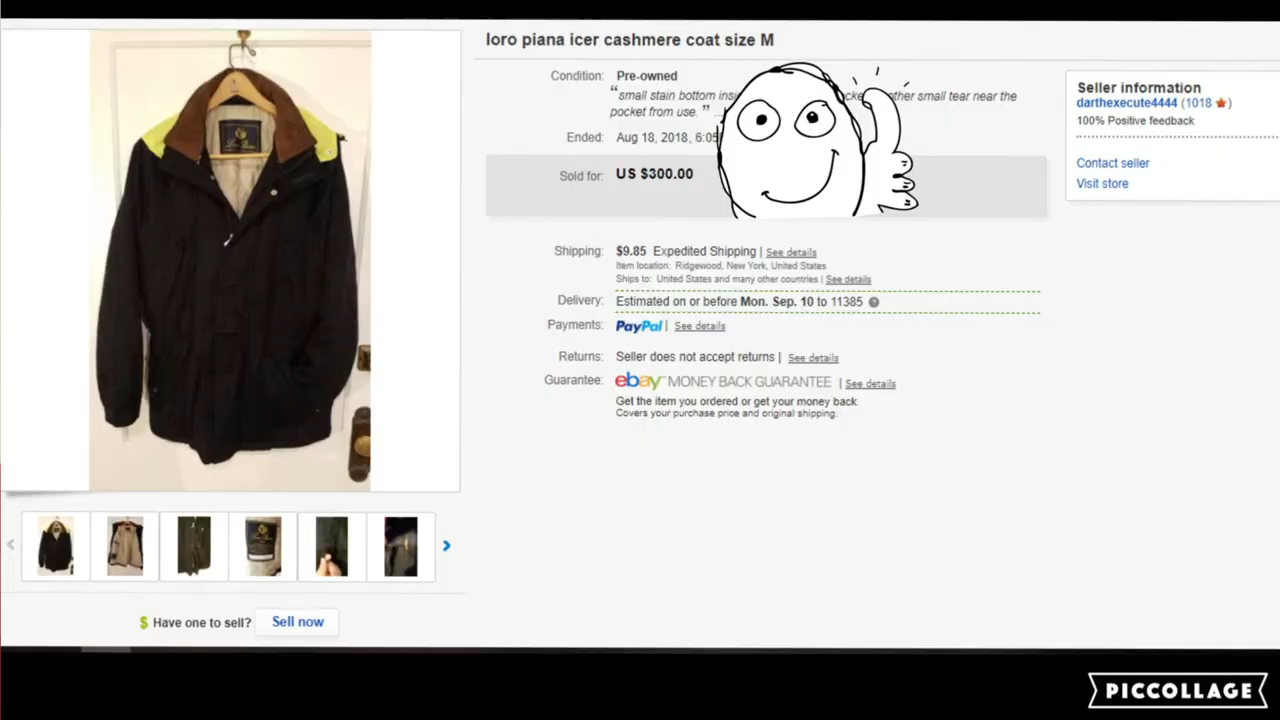 loro piana icer cashmere coat size M
Condition: Pre-owned
“small stain bottom insi
other small tear near the
pocket from use. ” ...
Ended: Aug 18, 2018, 6:05
Sold for: US $300.00
Shipping: $9.85 Expedited Shipping | See details
Item location: Ridgewood, New York, United States
Ships to: United States and many other countries | See details
Delivery: Estimated on or before Mon. Sep. 10 to 11385
Payments: PayPal | See details
Returns: Seller does not accept returns | See details
Guarantee: ebay MONEY BACK GUARANTEE | See details
Get the item you ordered or get your money back.
Covers your purchase price and original shipping.
Seller information
darthexecute4444 (1018 ★)
100% Positive feedback
Contact seller
Visit store
$ Have one to sell? Sell now
PICCOLLAGE